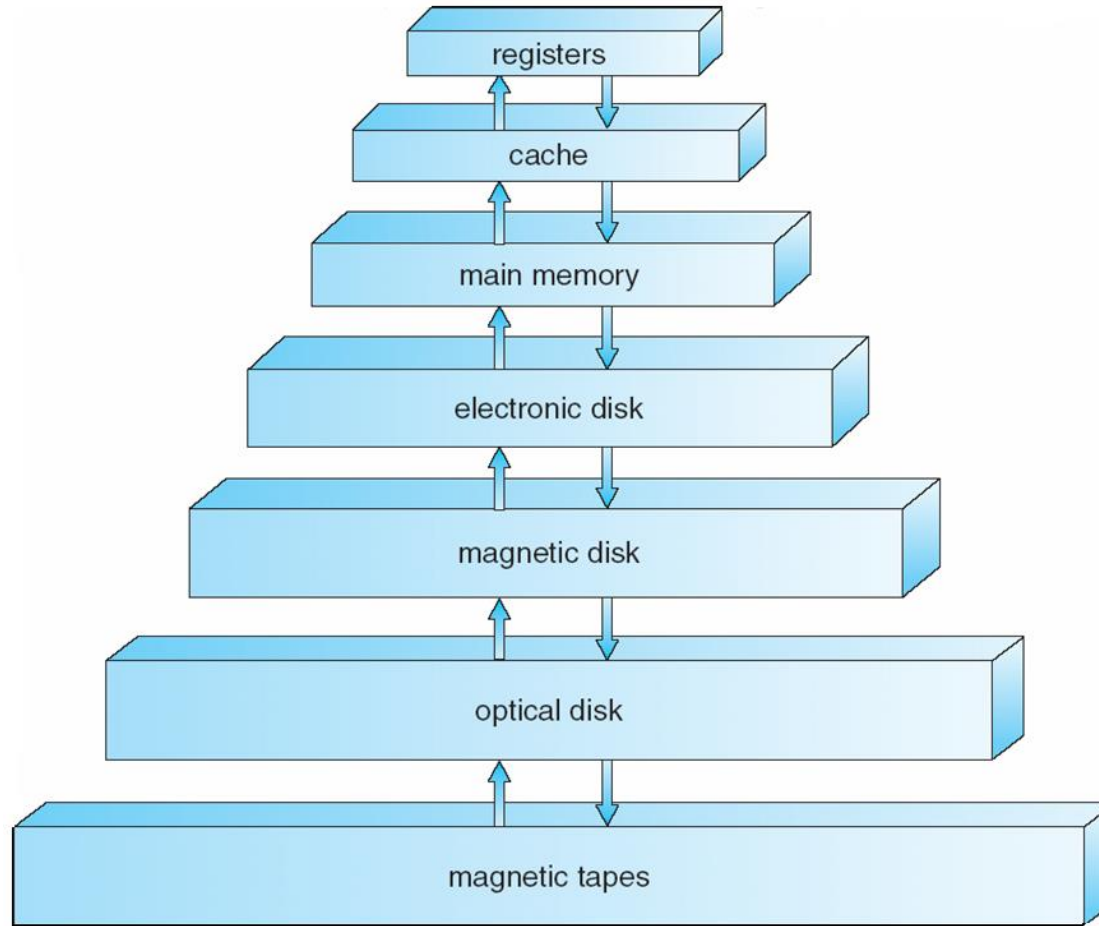 registers
cache
main memory
electronic disk
magnetic disk
optical disk
magnetic tapes